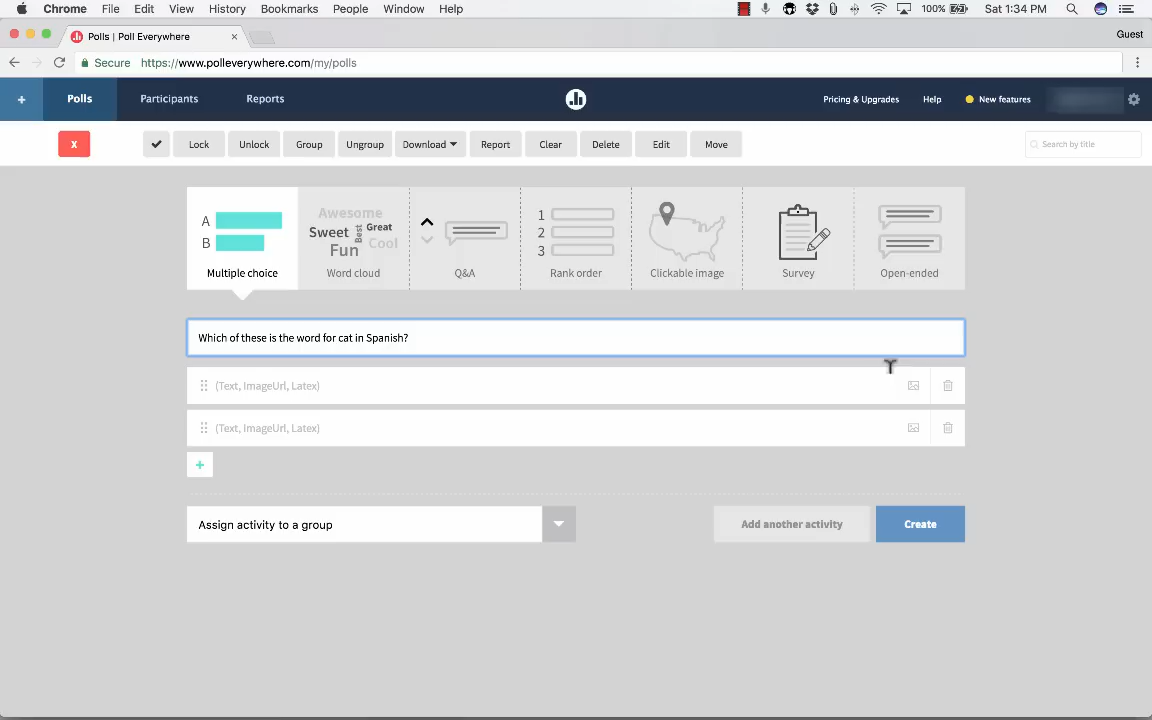 Chrome File Edit View History Bookmarks People Window Help 100% Sat 1:34 PM
Polls | Poll Everywhere Guest
Secure https://www.polleverywhere.com/my/polls
+ Polls Participants Reports Pricing & Upgrades Help New features
X Lock Unlock Group Ungroup Download Report Clear Delete Edit Move Search by title
A
B
Multiple choice
Awesome
Sweet Best Great
Fun Cool
Word cloud
Q&A
1
2
3
Rank order
Clickable image
Survey
Open-ended
Which of these is the word for cat in Spanish?
(Text, ImageUrl, Latex)
(Text, ImageUrl, Latex)
+
Assign activity to a group Add another activity Create